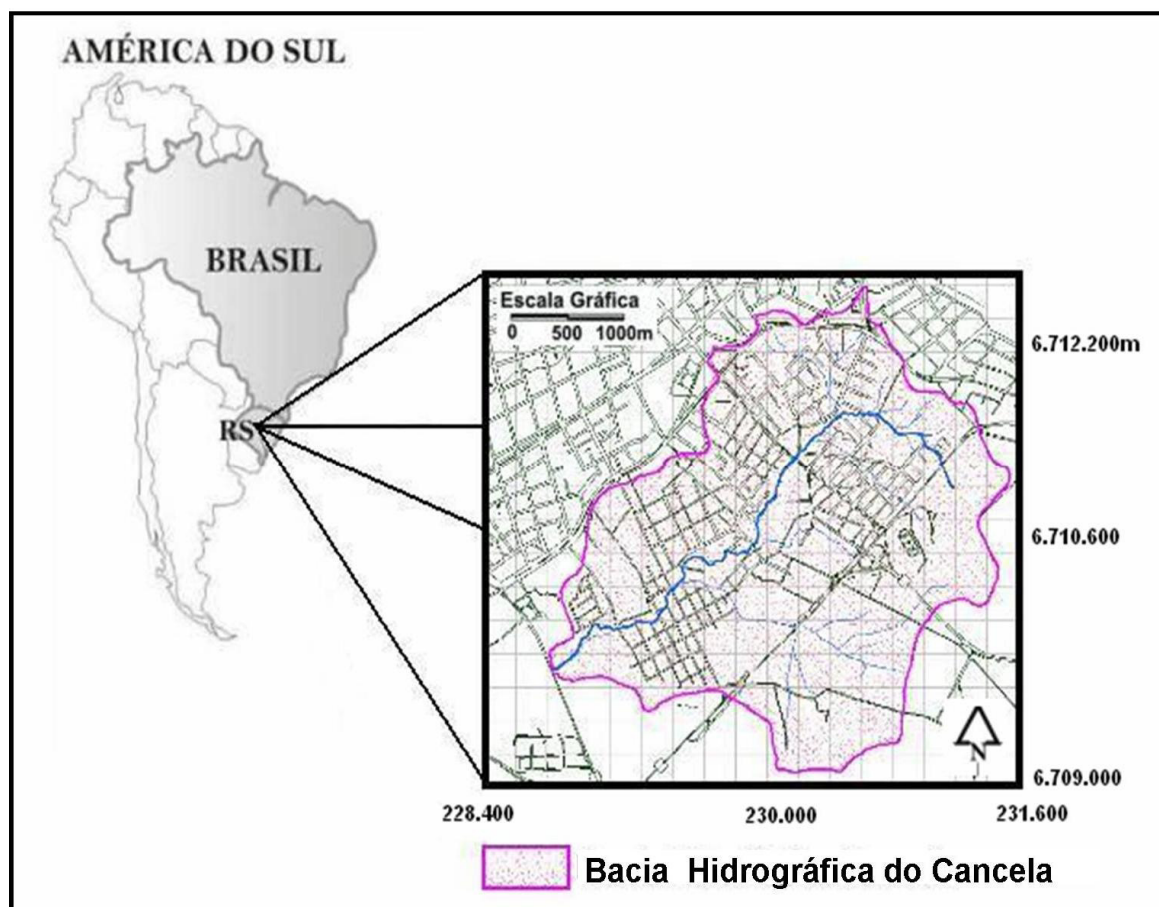 AMÉRICA DO SUL
BRASIL
RS
Escala Gráfica
0 500 1000m
6.712.200m
6.710.600
N
6.709.000
228.400 230.000 231.600
Bacia Hidrográfica do Cancela